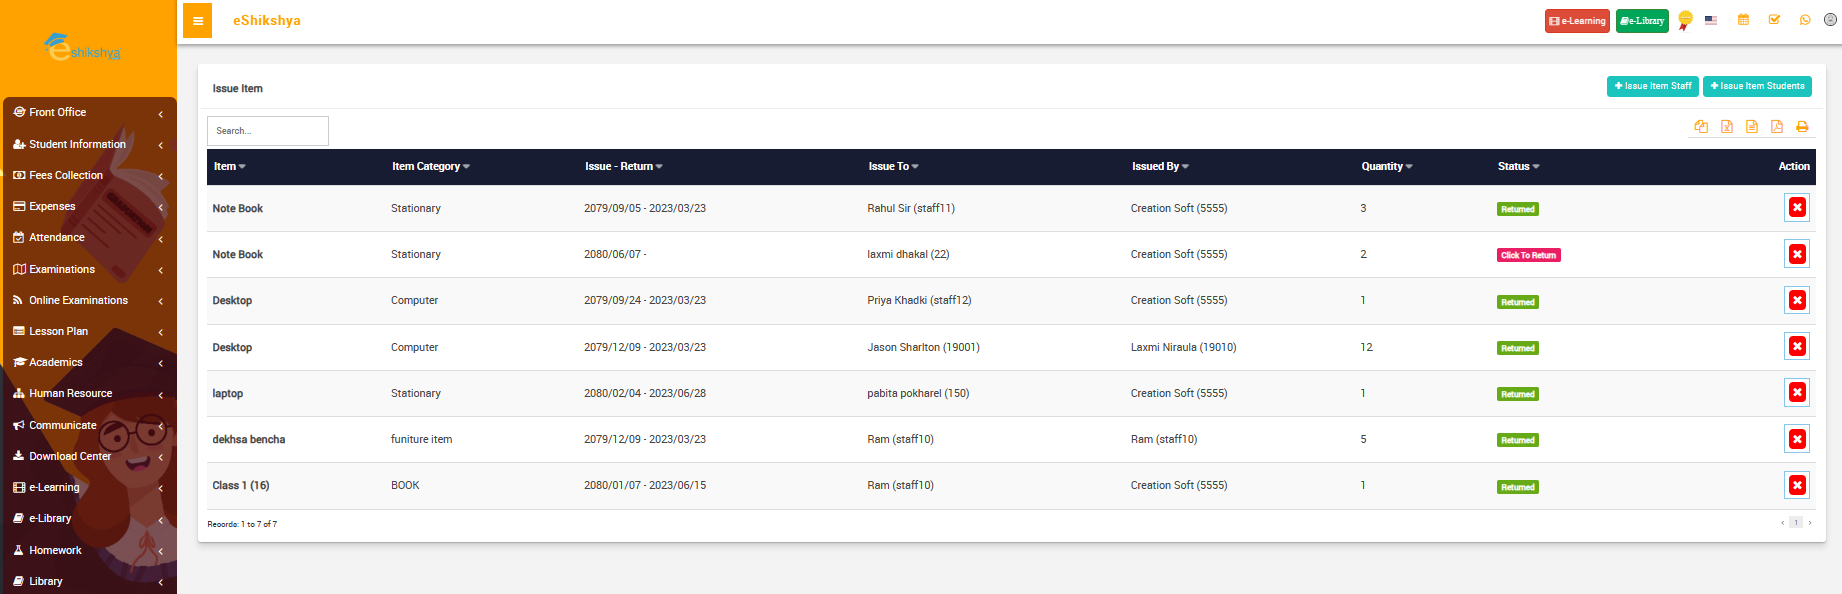 eShikshya
e-Learning
e-Library
eshikshya
Front Office
Student Information
Fees Collection
Expenses
Attendance
Examinations
Online Examinations
Lesson Plan
Academics
Human Resource
Communicate
Download Center
e-Learning
e-Library
Homework
Library
Issue Item
Issue Item Staff
Issue Item Students
Search...
Item Item Category Issue - Return Issue To Issued By Quantity Status Action
Note Book Stationary 2079/09/05 - 2023/03/23 Rahul Sir (staff11) Creation Soft (5555) 3 Returned
Note Book Stationary 2080/06/07 - laxmi dhakal (22) Creation Soft (5555) 2 Click To Return
Desktop Computer 2079/09/24 - 2023/03/23 Priya Khadki (staff12) Creation Soft (5555) 1 Returned
Desktop Computer 2079/12/09 - 2023/03/23 Jason Sharlton (19001) Laxmi Niraula (19010) 12 Returned
laptop Stationary 2080/02/04 - 2023/06/28 pabita pokharel (150) Creation Soft (5555) 1 Returned
dekhsa bencha funiture item 2079/12/09 - 2023/03/23 Ram (staff10) Ram (staff10) 5 Returned
Class 1 (16) BOOK 2080/01/07 - 2023/06/15 Ram (staff10) Creation Soft (5555) 1 Returned
Records: 1 to 7 of 7
1